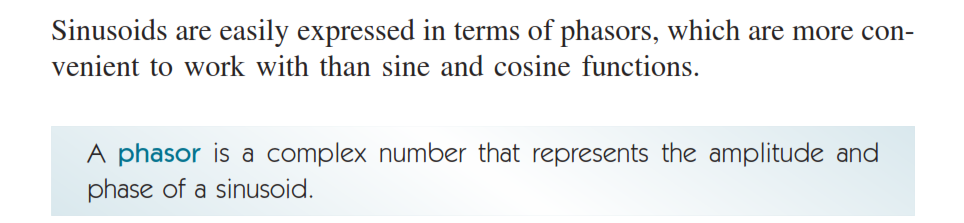 Sinusoids are easily expressed in terms of phasors, which are more con-
venient to work with than sine and cosine functions.
A phasor is a complex number that represents the amplitude and
phase of a sinusoid.